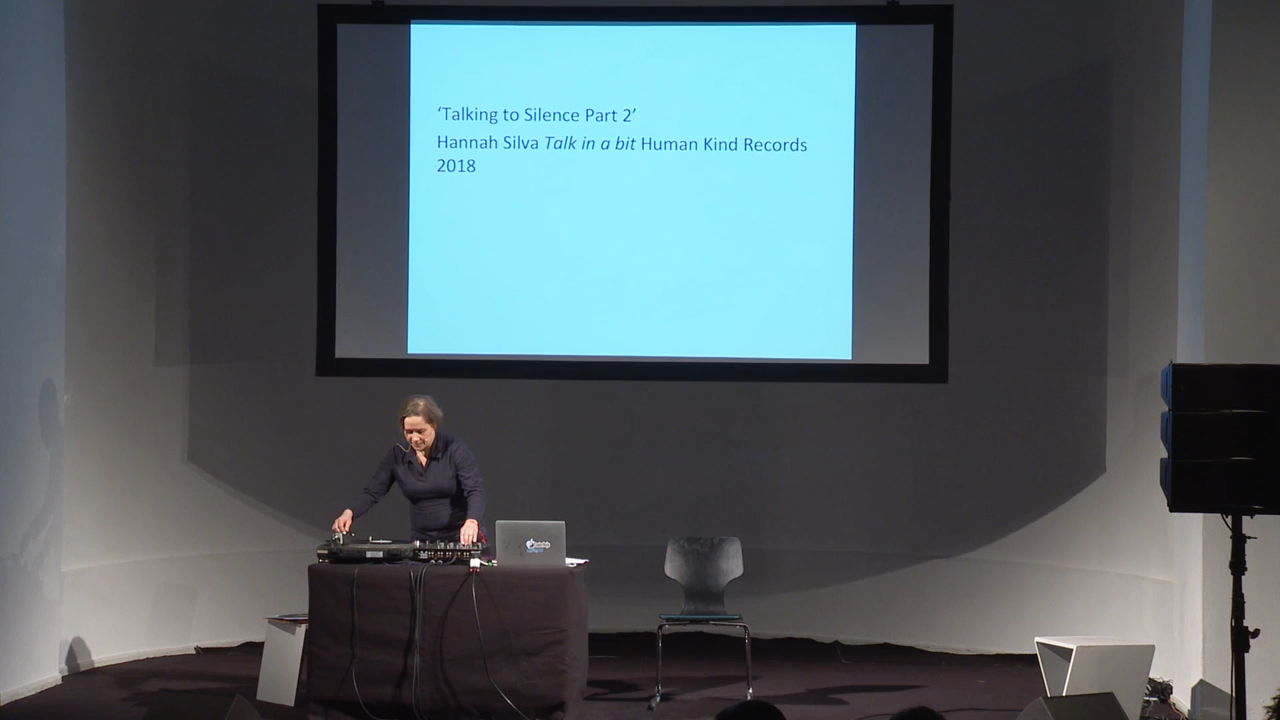 ‘Talking to Silence Part 2’
Hannah Silva Talk in a bit Human Kind Records
2018